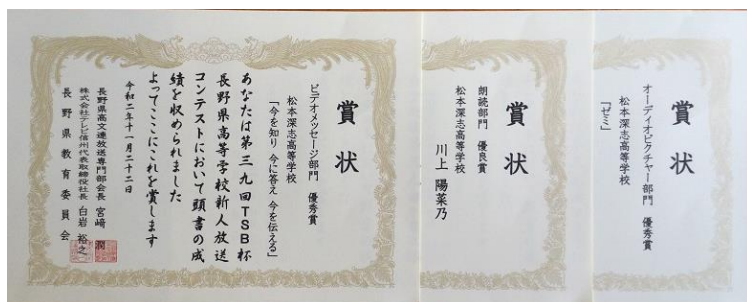 賞状
オーディオピクチャー部門 優秀賞
松本深志高等学校
「ゼミ」
賞状
朗読部門 優良賞
松本深志高等学校
川上 陽菜乃
賞状
ビデオメッセージ部門 優秀賞
松本深志高等学校
「今を知り 今に答え 今を伝える」
あなたは第三九回TSB杯
長野県高等学校新人放送
コンテストにおいて頭書の成
績を収められました
よってここにこれを賞します
令和二年十一月二十二日
長野県高文連放送専門部会長 宮崎 潤
株式会社テレビ信州代表取締役社長 白岩 裕之
長野県教育委員会